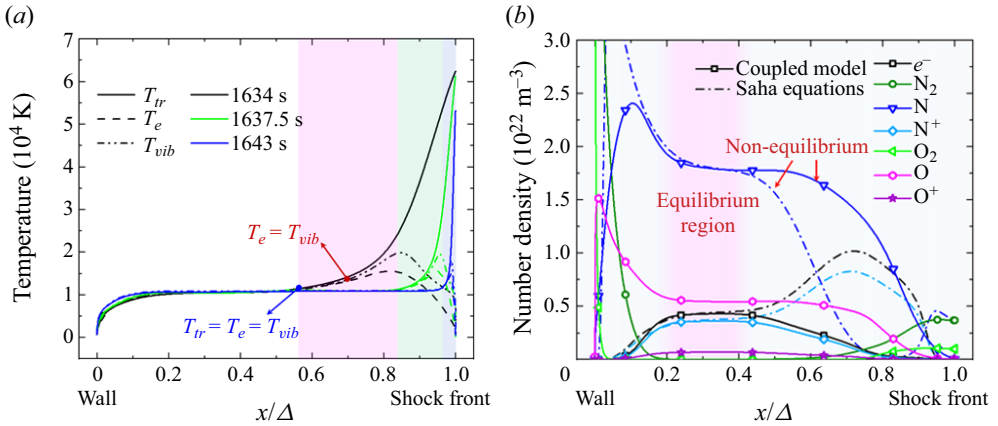 (a)
7
6
5
4
3
2
1
0
Temperature (10⁴ K)
T_tr
T_e
T_vib
1634 s
1637.5 s
1643 s
T_e = T_vib
T_tr = T_e = T_vib
0 0.2 0.4 0.6 0.8 1.0
Wall Shock front
x/Δ
(b)
3.0
2.5
2.0
1.5
1.0
0.5
0
Number density (10²² m⁻³)
Coupled model
Saha equations
e⁻
N₂
N
N⁺
O₂
O
O⁺
Non-equilibrium
Equilibrium
region
0.2 0.4 0.6 0.8 1.0
Wall Shock front
x/Δ